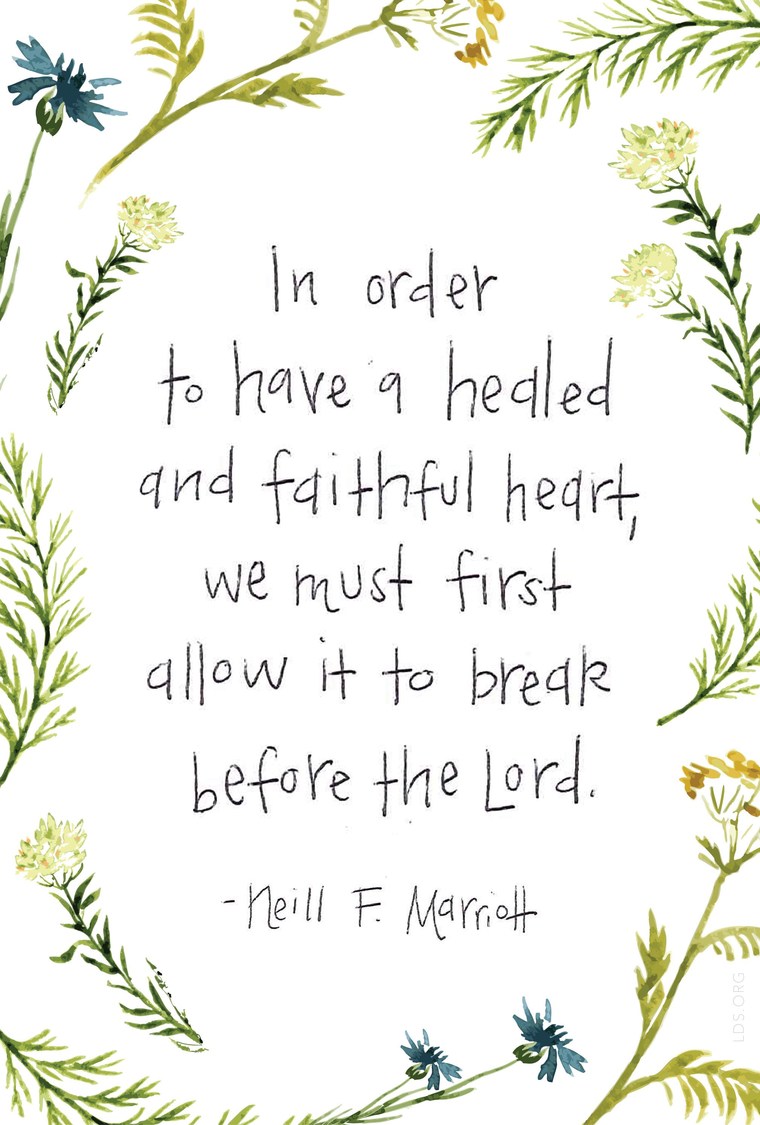 In order
to have a healed
and faithful heart,
we must first
allow it to break
before the Lord.
-Neill F. Marriott
LDS.ORG